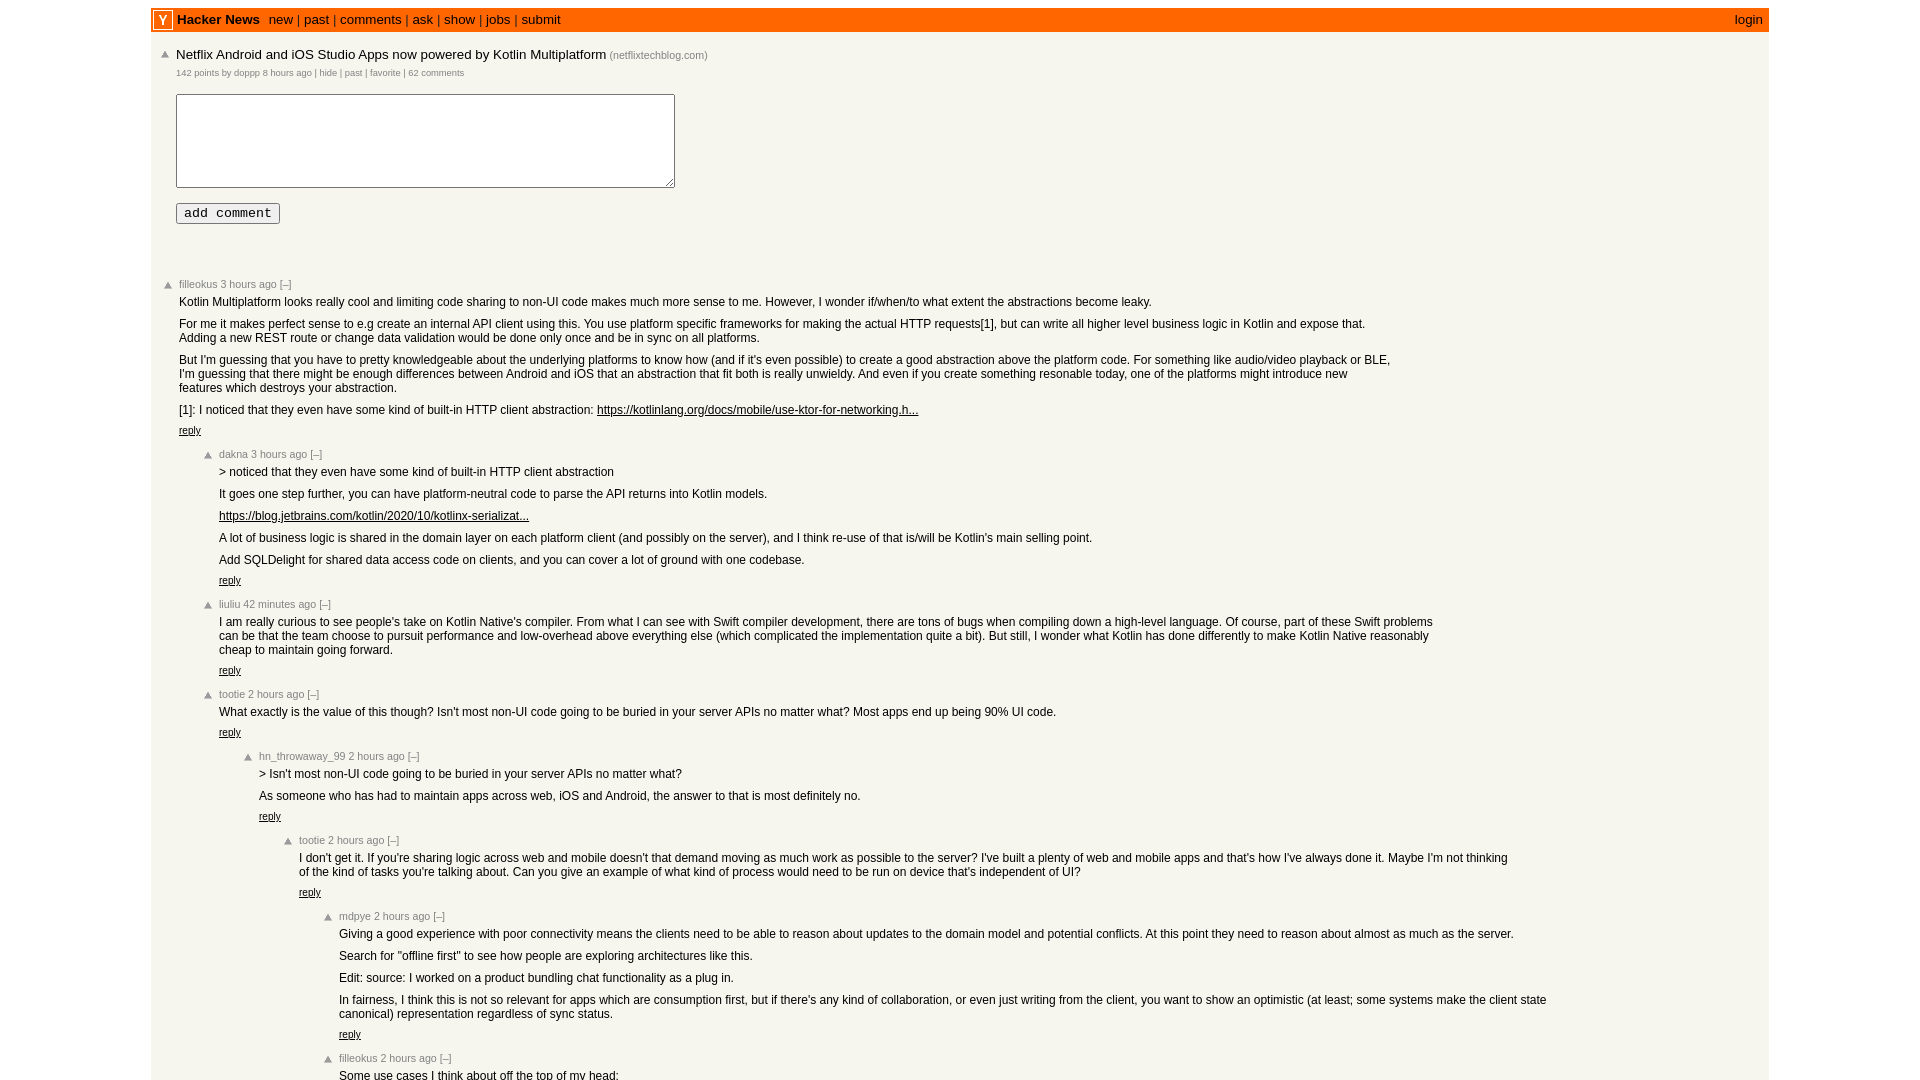 Y Hacker News new | past | comments | ask | show | jobs | submit login
Netflix Android and iOS Studio Apps now powered by Kotlin Multiplatform (netflixtechblog.com)
142 points by doppp 8 hours ago | hide | past | favorite | 62 comments
add comment
filleokus 3 hours ago [–]
Kotlin Multiplatform looks really cool and limiting code sharing to non-UI code makes much more sense to me. However, I wonder if/when/to what extent the abstractions become leaky.
For me it makes perfect sense to e.g create an internal API client using this. You use platform specific frameworks for making the actual HTTP requests[1], but can write all higher level business logic in Kotlin and expose that.
Adding a new REST route or change data validation would be done only once and be in sync on all platforms.
But I'm guessing that you have to pretty knowledgeable about the underlying platforms to know how (and if it's even possible) to create a good abstraction above the platform code. For something like audio/video playback or BLE,
I'm guessing that there might be enough differences between Android and iOS that an abstraction that fit both is really unwieldy. And even if you create something resonable today, one of the platforms might introduce new
features which destroys your abstraction.
[1]: I noticed that they even have some kind of built-in HTTP client abstraction: https://kotlinlang.org/docs/mobile/use-ktor-for-networking.h...
reply
dakna 3 hours ago [–]
> noticed that they even have some kind of built-in HTTP client abstraction
It goes one step further, you can have platform-neutral code to parse the API returns into Kotlin models.
https://blog.jetbrains.com/kotlin/2020/10/kotlinx-serializat...
A lot of business logic is shared in the domain layer on each platform client (and possibly on the server), and I think re-use of that is/will be Kotlin's main selling point.
Add SQLDelight for shared data access code on clients, and you can cover a lot of ground with one codebase.
reply
liuliu 42 minutes ago [–]
I am really curious to see people's take on Kotlin Native's compiler. From what I can see with Swift compiler development, there are tons of bugs when compiling down a high-level language. Of course, part of these Swift problems
can be that the team choose to pursuit performance and low-overhead above everything else (which complicated the implementation quite a bit). But still, I wonder what Kotlin has done differently to make Kotlin Native reasonably
cheap to maintain going forward.
reply
tootie 2 hours ago [–]
What exactly is the value of this though? Isn't most non-UI code going to be buried in your server APIs no matter what? Most apps end up being 90% UI code.
reply
hn_throwaway_99 2 hours ago [–]
> Isn't most non-UI code going to be buried in your server APIs no matter what?
As someone who has had to maintain apps across web, iOS and Android, the answer to that is most definitely no.
reply
tootie 2 hours ago [–]
I don't get it. If you're sharing logic across web and mobile doesn't that demand moving as much work as possible to the server? I've built a plenty of web and mobile apps and that's how I've always done it. Maybe I'm not thinking
of the kind of tasks you're talking about. Can you give an example of what kind of process would need to be run on device that's independent of UI?
reply
mdpye 2 hours ago [–]
Giving a good experience with poor connectivity means the clients need to be able to reason about updates to the domain model and potential conflicts. At this point they need to reason about almost as much as the server.
Search for "offline first" to see how people are exploring architectures like this.
Edit: source: I worked on a product bundling chat functionality as a plug in.
In fairness, I think this is not so relevant for apps which are consumption first, but if there's any kind of collaboration, or even just writing from the client, you want to show an optimistic (at least; some systems make the client state
canonical) representation regardless of sync status.
reply
filleokus 2 hours ago [–]
Some use cases I think about off the top of my head: